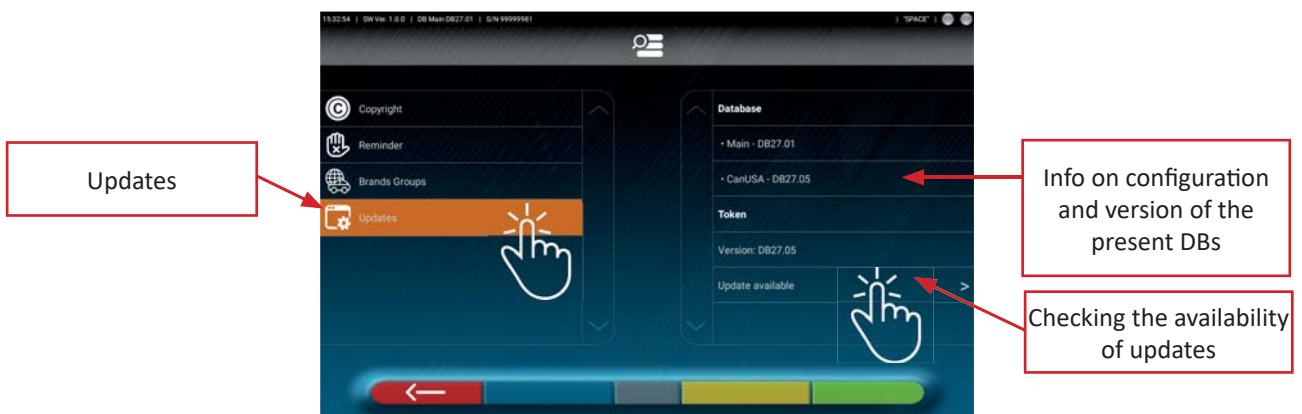 15:32:54 | SW Ver. 1.0.0 | DB Main DB27.01 | S/N 99999981
| "SPACE" |
Copyright
Reminder
Brands Groups
Updates
Database
• Main - DB27.01
• CanUSA - DB27.05
Token
Version: DB27.05
Update available >
Updates
Info on configuration
and version of the
present DBs
Checking the availability
of updates